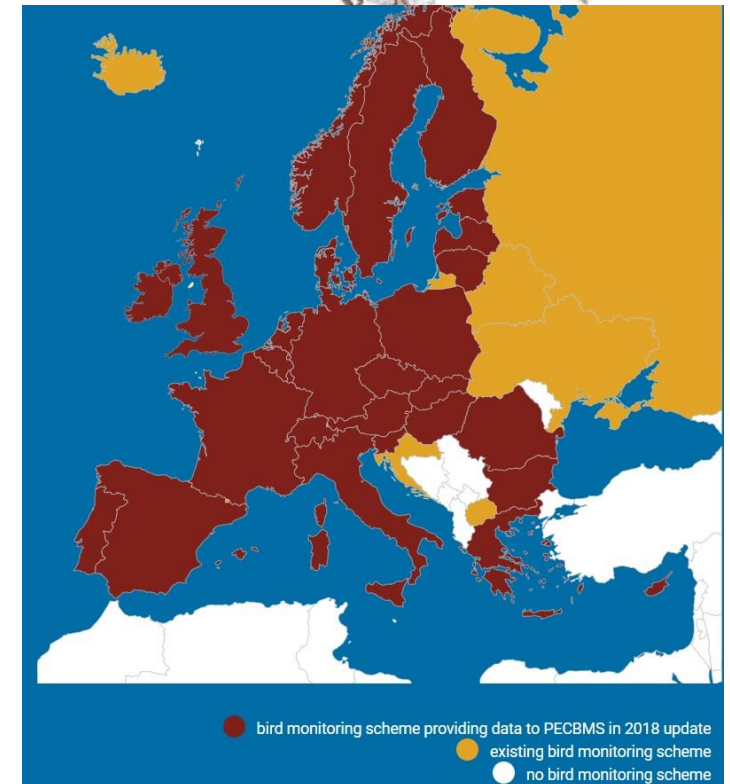 bird monitoring scheme providing data to PECBMS in 2018 update
existing bird monitoring scheme
no bird monitoring scheme